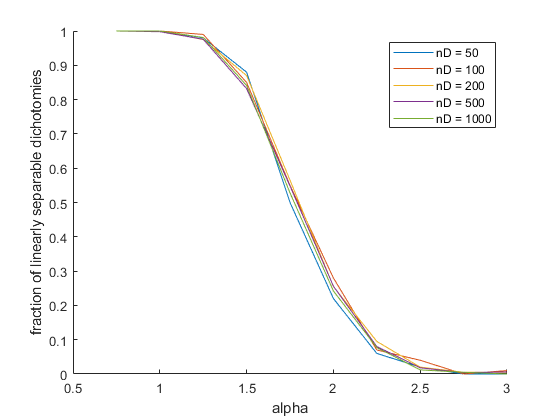 1
0.9
0.8
0.7
0.6
0.5
0.4
0.3
0.2
0.1
0
fraction of linearly separable dichotomies
nD = 50
nD = 100
nD = 200
nD = 500
nD = 1000
0.5 1 1.5 2 2.5 3
alpha